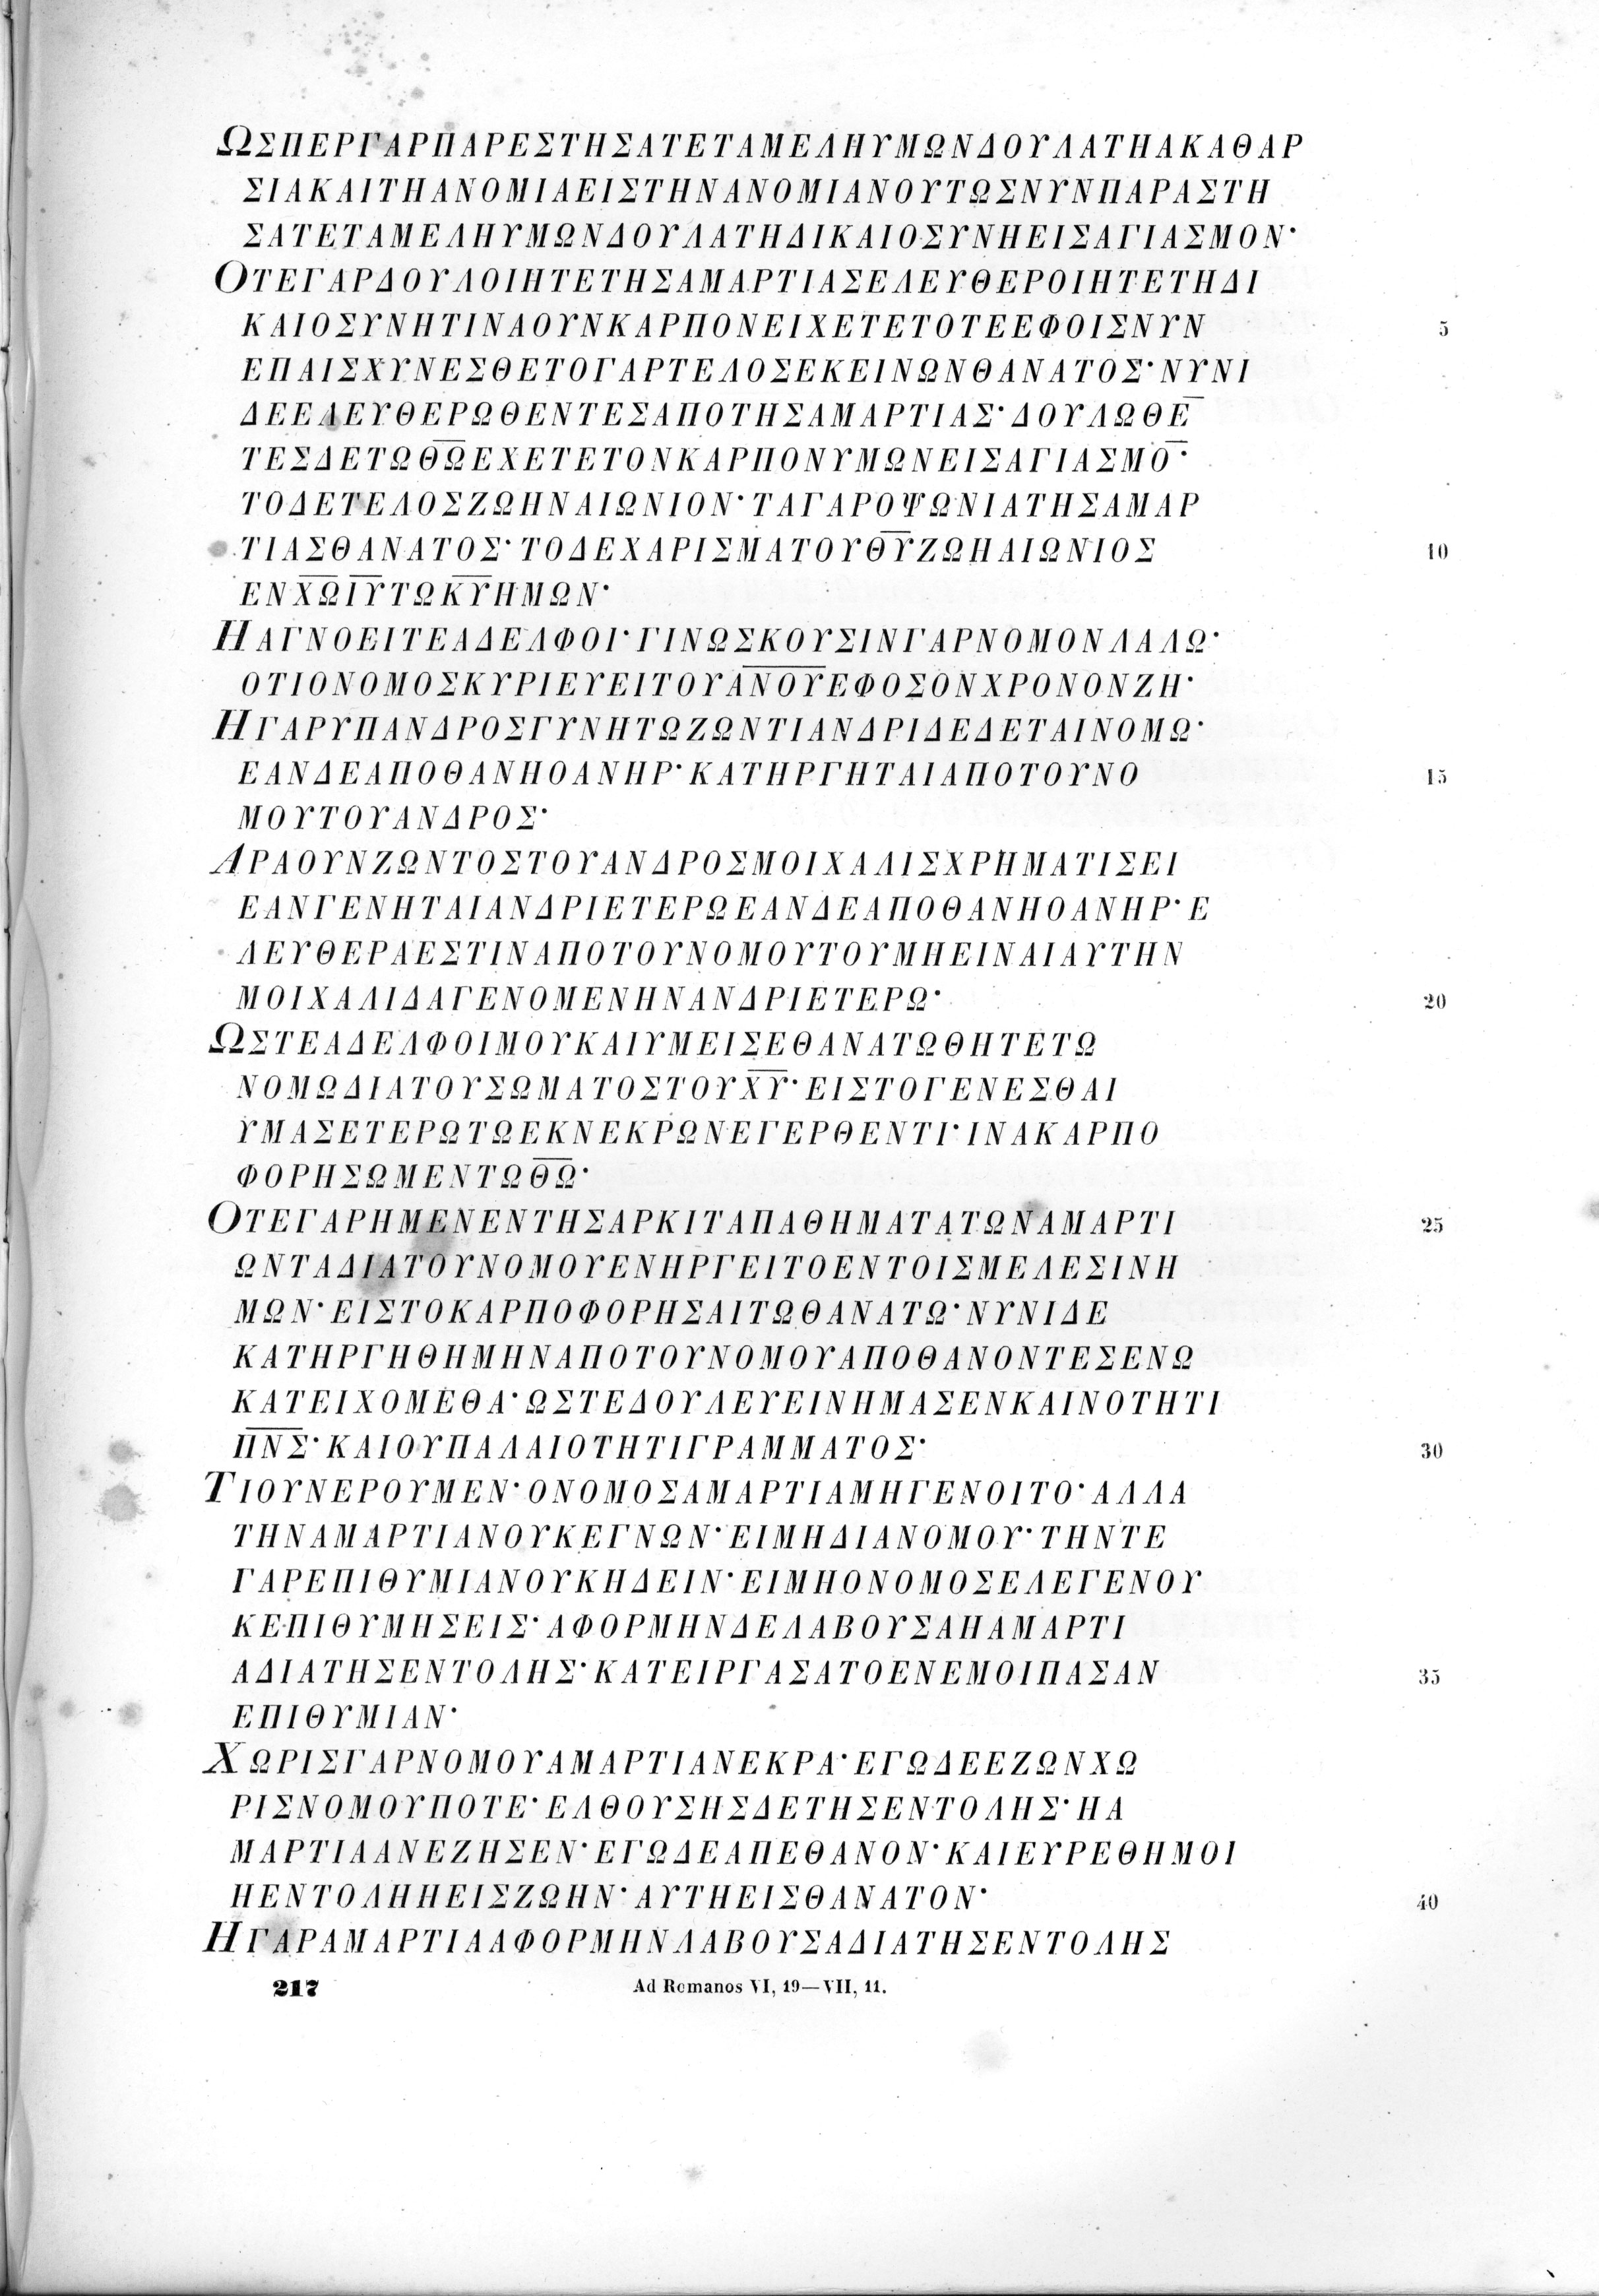 ΩΣΠΕΡΓΑΡΠΑΡΕΣΤΗΣΑΤΕΤΑΜΕΛΗΥΜΩΝΔΟΥΛΑΤΗΑΚΑΘΑΡ
ΣΙΑΚΑΙΤΗΑΝΟΜΙΑΕΙΣΤΗΝΑΝΟΜΙΑΝΟΥΤΩΣΝΥΝΠΑΡΑΣΤΗ
ΣΑΤΕΤΑΜΕΛΗΥΜΩΝΔΟΥΛΑΤΗΔΙΚΑΙΟΣΥΝΗΕΙΣΑΓΙΑΣΜΟΝ·
ΟΤΕΓΑΡΔΟΥΛΟΙΗΤΕΤΗΣΑΜΑΡΤΙΑΣΕΛΕΥΘΕΡΟΙΗΤΕΤΗΔΙ
ΚΑΙΟΣΥΝΗΤΙΝΑΟΥΝΚΑΡΠΟΝΕΙΧΕΤΕΤΟΤΕΕΦΟΙΣΝΥΝ 5
ΕΠΑΙΣΧΥΝΕΣΘΕΤΟΓΑΡΤΕΛΟΣΕΚΕΙΝΩΝΘΑΝΑΤΟΣ·ΝΥΝΙ
ΔΕΕΛΕΥΘΕΡΩΘΕΝΤΕΣΑΠΟΤΗΣΑΜΑΡΤΙΑΣ·ΔΟΥΛΩΘΕ̅
ΤΕΣΔΕΤΩΘ̅Ω̅ΕΧΕΤΕΤΟΝΚΑΡΠΟΝΥΜΩΝΕΙΣΑΓΙΑΣΜΟ̅·
ΤΟΔΕΤΕΛΟΣΖΩΗΝΑΙΩΝΙΟΝ·ΤΑΓΑΡΟΨΩΝΙΑΤΗΣΑΜΑΡ
ΤΙΑΣΘΑΝΑΤΟΣ·ΤΟΔΕΧΑΡΙΣΜΑΤΟΥΘ̅Υ̅ΖΩΗΑΙΩΝΙΟΣ 10
ΕΝΧ̅Ω̅Ι̅Υ̅ΤΩΚ̅Υ̅ΗΜΩΝ·
ΗΑΓΝΟΕΙΤΕΑΔΕΛΦΟΙ·ΓΙΝΩΣΚΟΥΣΙΝΓΑΡΝΟΜΟΝΛΑΛΩ·
ΟΤΙΟΝΟΜΟΣΚΥΡΙΕΥΕΙΤΟΥΑ̅Ν̅Ο̅Υ̅ΕΦΟΣΟΝΧΡΟΝΟΝΖΗ·
ΗΓΑΡΥΠΑΝΔΡΟΣΓΥΝΗΤΩΖΩΝΤΙΑΝΔΡΙΔΕΔΕΤΑΙΝΟΜΩ·
ΕΑΝΔΕΑΠΟΘΑΝΗΟΑΝΗΡ·ΚΑΤΗΡΓΗΤΑΙΑΠΟΤΟΥΝΟ 15
ΜΟΥΤΟΥΑΝΔΡΟΣ·
ΑΡΑΟΥΝΖΩΝΤΟΣΤΟΥΑΝΔΡΟΣΜΟΙΧΑΛΙΣΧΡΗΜΑΤΙΣΕΙ
ΕΑΝΓΕΝΗΤΑΙΑΝΔΡΙΕΤΕΡΩΕΑΝΔΕΑΠΟΘΑΝΗΟΑΝΗΡ·Ε
ΛΕΥΘΕΡΑΕΣΤΙΝΑΠΟΤΟΥΝΟΜΟΥΤΟΥΜΗΕΙΝΑΙΑΥΤΗΝ
ΜΟΙΧΑΛΙΔΑΓΕΝΟΜΕΝΗΝΑΝΔΡΙΕΤΕΡΩ· 20
ΩΣΤΕΑΔΕΛΦΟΙΜΟΥΚΑΙΥΜΕΙΣΕΘΑΝΑΤΩΘΗΤΕΤΩ
ΝΟΜΩΔΙΑΤΟΥΣΩΜΑΤΟΣΤΟΥΧ̅Υ̅·ΕΙΣΤΟΓΕΝΕΣΘΑΙ
ΥΜΑΣΕΤΕΡΩΤΩΕΚΝΕΚΡΩΝΕΓΕΡΘΕΝΤΙ·ΙΝΑΚΑΡΠΟ
ΦΟΡΗΣΩΜΕΝΤΩΘ̅Ω̅·
ΟΤΕΓΑΡΗΜΕΝΕΝΤΗΣΑΡΚΙΤΑΠΑΘΗΜΑΤΑΤΩΝΑΜΑΡΤΙ 25
ΩΝΤΑΔΙΑΤΟΥΝΟΜΟΥΕΝΗΡΓΕΙΤΟΕΝΤΟΙΣΜΕΛΕΣΙΝΗ
ΜΩΝ·ΕΙΣΤΟΚΑΡΠΟΦΟΡΗΣΑΙΤΩΘΑΝΑΤΩ·ΝΥΝΙΔΕ
ΚΑΤΗΡΓΗΘΗΜΗΝΑΠΟΤΟΥΝΟΜΟΥΑΠΟΘΑΝΟΝΤΕΣΕΝΩ
ΚΑΤΕΙΧΟΜΕΘΑ·ΩΣΤΕΔΟΥΛΕΥΕΙΝΗΜΑΣΕΝΚΑΙΝΟΤΗΤΙ
Π̅Ν̅Σ̅·ΚΑΙΟΥΠΑΛΑΙΟΤΗΤΙΓΡΑΜΜΑΤΟΣ· 30
ΤΙΟΥΝΕΡΟΥΜΕΝ·ΟΝΟΜΟΣΑΜΑΡΤΙΑΜΗΓΕΝΟΙΤΟ·ΑΛΛΑ
ΤΗΝΑΜΑΡΤΙΑΝΟΥΚΕΓΝΩΝ·ΕΙΜΗΔΙΑΝΟΜΟΥ·ΤΗΝΤΕ
ΓΑΡΕΠΙΘΥΜΙΑΝΟΥΚΗΔΕΙΝ·ΕΙΜΗΟΝΟΜΟΣΕΛΕΓΕΝΟΥ
ΚΕΠΙΘΥΜΗΣΕΙΣ·ΑΦΟΡΜΗΝΔΕΛΑΒΟΥΣΑΗΑΜΑΡΤΙ
ΑΔΙΑΤΗΣΕΝΤΟΛΗΣ·ΚΑΤΕΙΡΓΑΣΑΤΟΕΝΕΜΟΙΠΑΣΑΝ 35
ΕΠΙΘΥΜΙΑΝ·
ΧΩΡΙΣΓΑΡΝΟΜΟΥΑΜΑΡΤΙΑΝΕΚΡΑ·ΕΓΩΔΕΕΖΩΝΧΩ
ΡΙΣΝΟΜΟΥΠΟΤΕ·ΕΛΘΟΥΣΗΣΔΕΤΗΣΕΝΤΟΛΗΣ·ΗΑ
ΜΑΡΤΙΑΑΝΕΖΗΣΕΝ·ΕΓΩΔΕΑΠΕΘΑΝΟΝ·ΚΑΙΕΥΡΕΘΗΜΟΙ
ΗΕΝΤΟΛΗΗΕΙΣΖΩΗΝ·ΑΥΤΗΕΙΣΘΑΝΑΤΟΝ· 40
ΗΓΑΡΑΜΑΡΤΙΑΑΦΟΡΜΗΝΛΑΒΟΥΣΑΔΙΑΤΗΣΕΝΤΟΛΗΣ
217 Ad Romanos VI, 19—VII, 11.